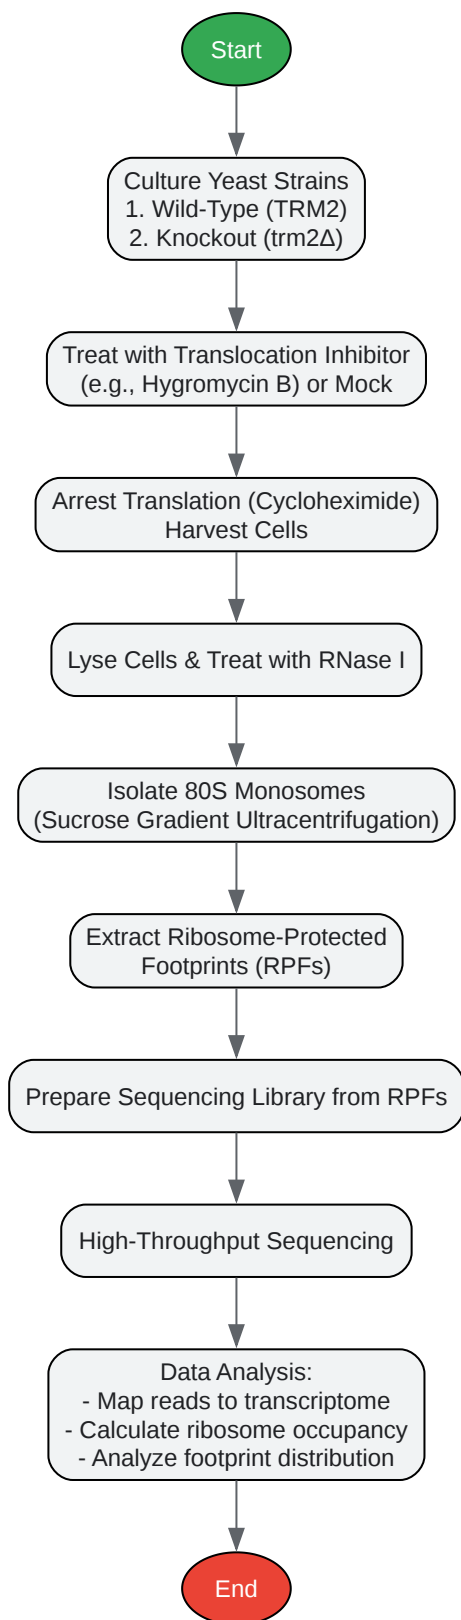 Start
Culture Yeast Strains
1. Wild-Type (TRM2)
2. Knockout (trm2Δ)
Treat with Translocation Inhibitor
(e.g., Hygromycin B) or Mock
Arrest Translation (Cycloheximide)
Harvest Cells
Lyse Cells & Treat with RNase I
Isolate 80S Monosomes
(Sucrose Gradient Ultracentrifugation)
Extract Ribosome-Protected
Footprints (RPFs)
Prepare Sequencing Library from RPFs
High-Throughput Sequencing
Data Analysis:
- Map reads to transcriptome
- Calculate ribosome occupancy
- Analyze footprint distribution
End